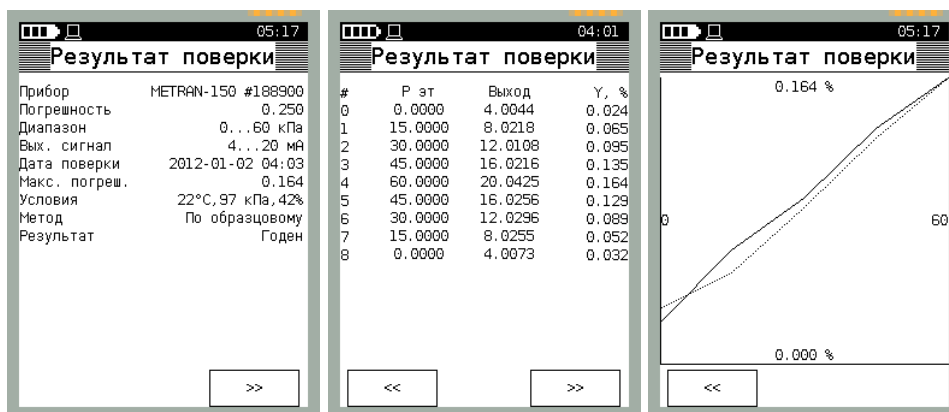 05:17
Результат поверки
Прибор METRAN-150 #188900
Погрешность 0.250
Диапазон 0...60 кПа
Вых. сигнал 4...20 мА
Дата поверки 2012-01-02 04:03
Макс. погреш. 0.164
Условия 22°C,97 кПа,42%
Метод По образцовому
Результат Годен
>>
04:01
Результат поверки
# Р эт Выход Y, %
0 0.0000 4.0044 0.024
1 15.0000 8.0218 0.065
2 30.0000 12.0108 0.095
3 45.0000 16.0216 0.135
4 60.0000 20.0425 0.164
5 45.0000 16.0256 0.129
6 30.0000 12.0296 0.089
7 15.0000 8.0255 0.052
8 0.0000 4.0073 0.032
<< >>
05:17
Результат поверки
0.164 %
0 60
0.000 %
<<